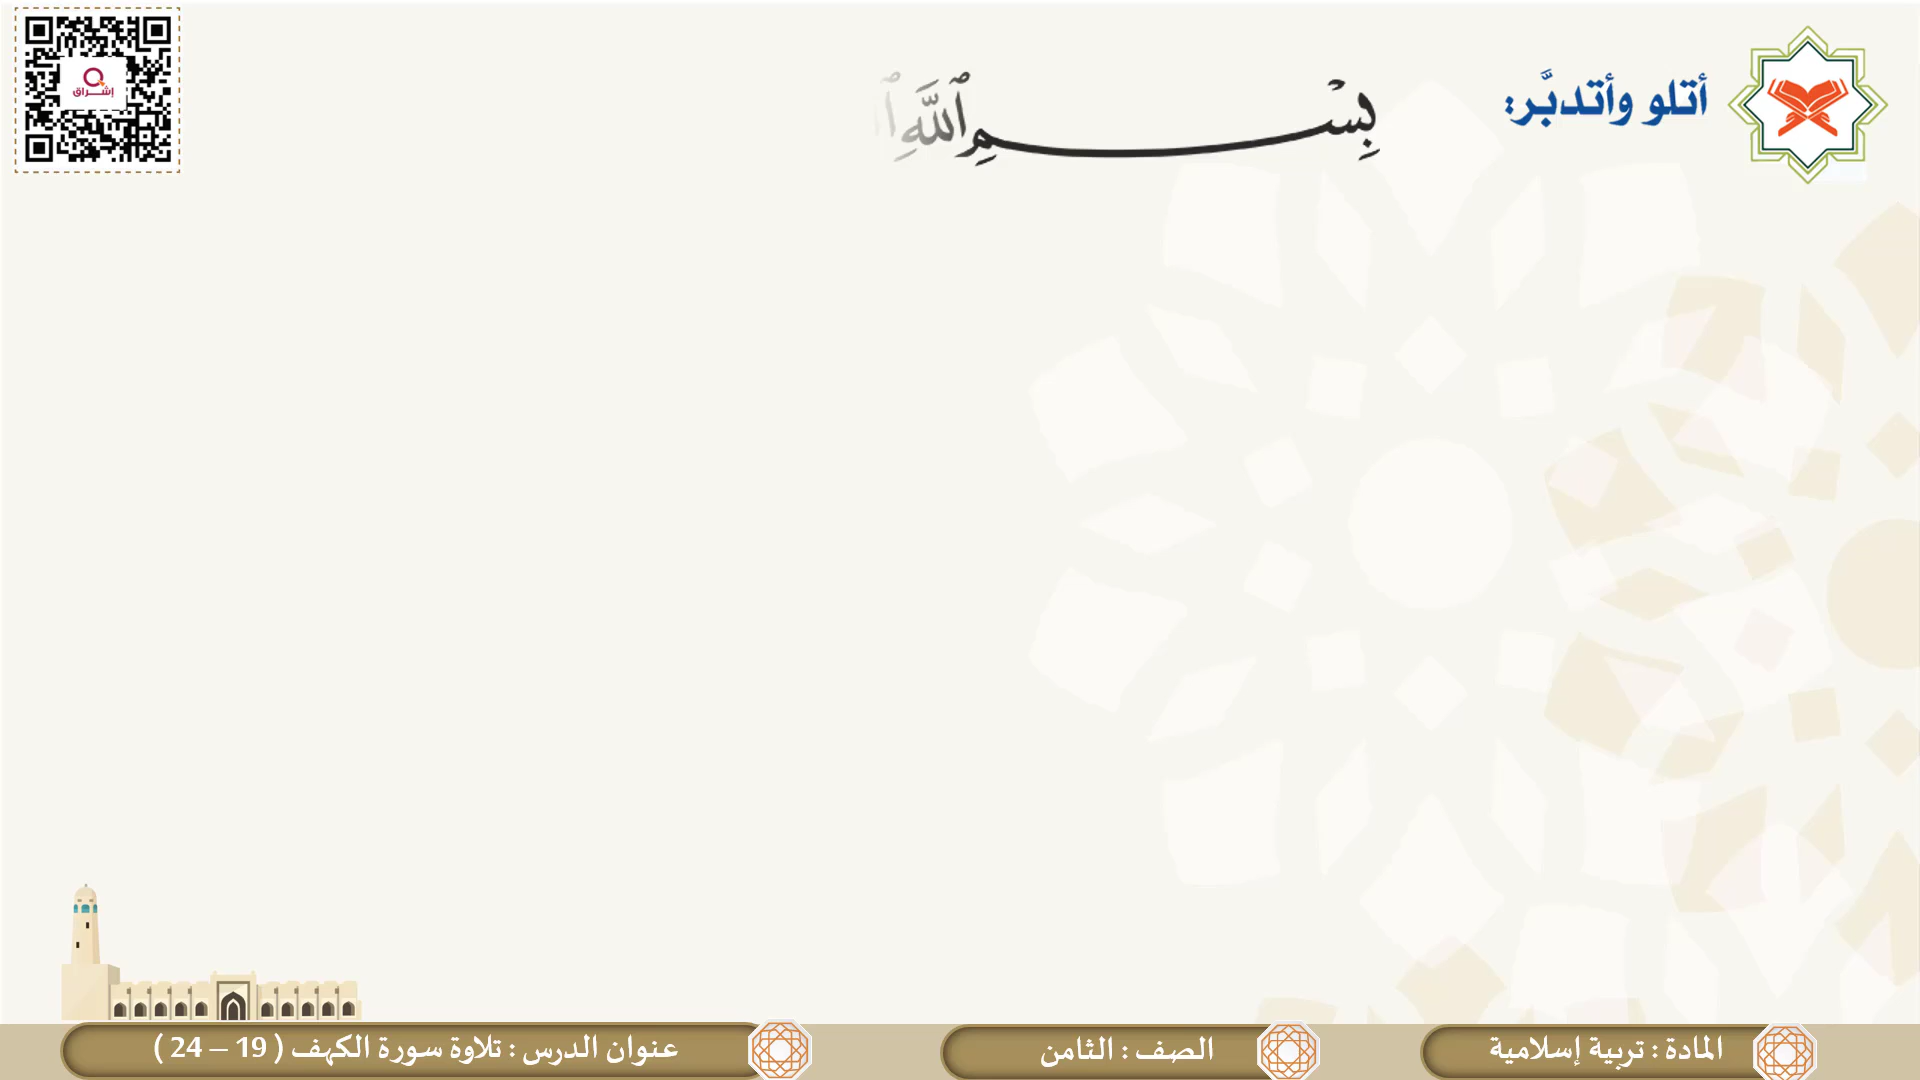 أتلو وأتدبَّر:
بِسْمِ ٱللَّهِ
إشراق
المادة : تربية إسلامية
الصف : الثامن
عنوان الدرس : تلاوة سورة الكهف ( 19 – 24 )